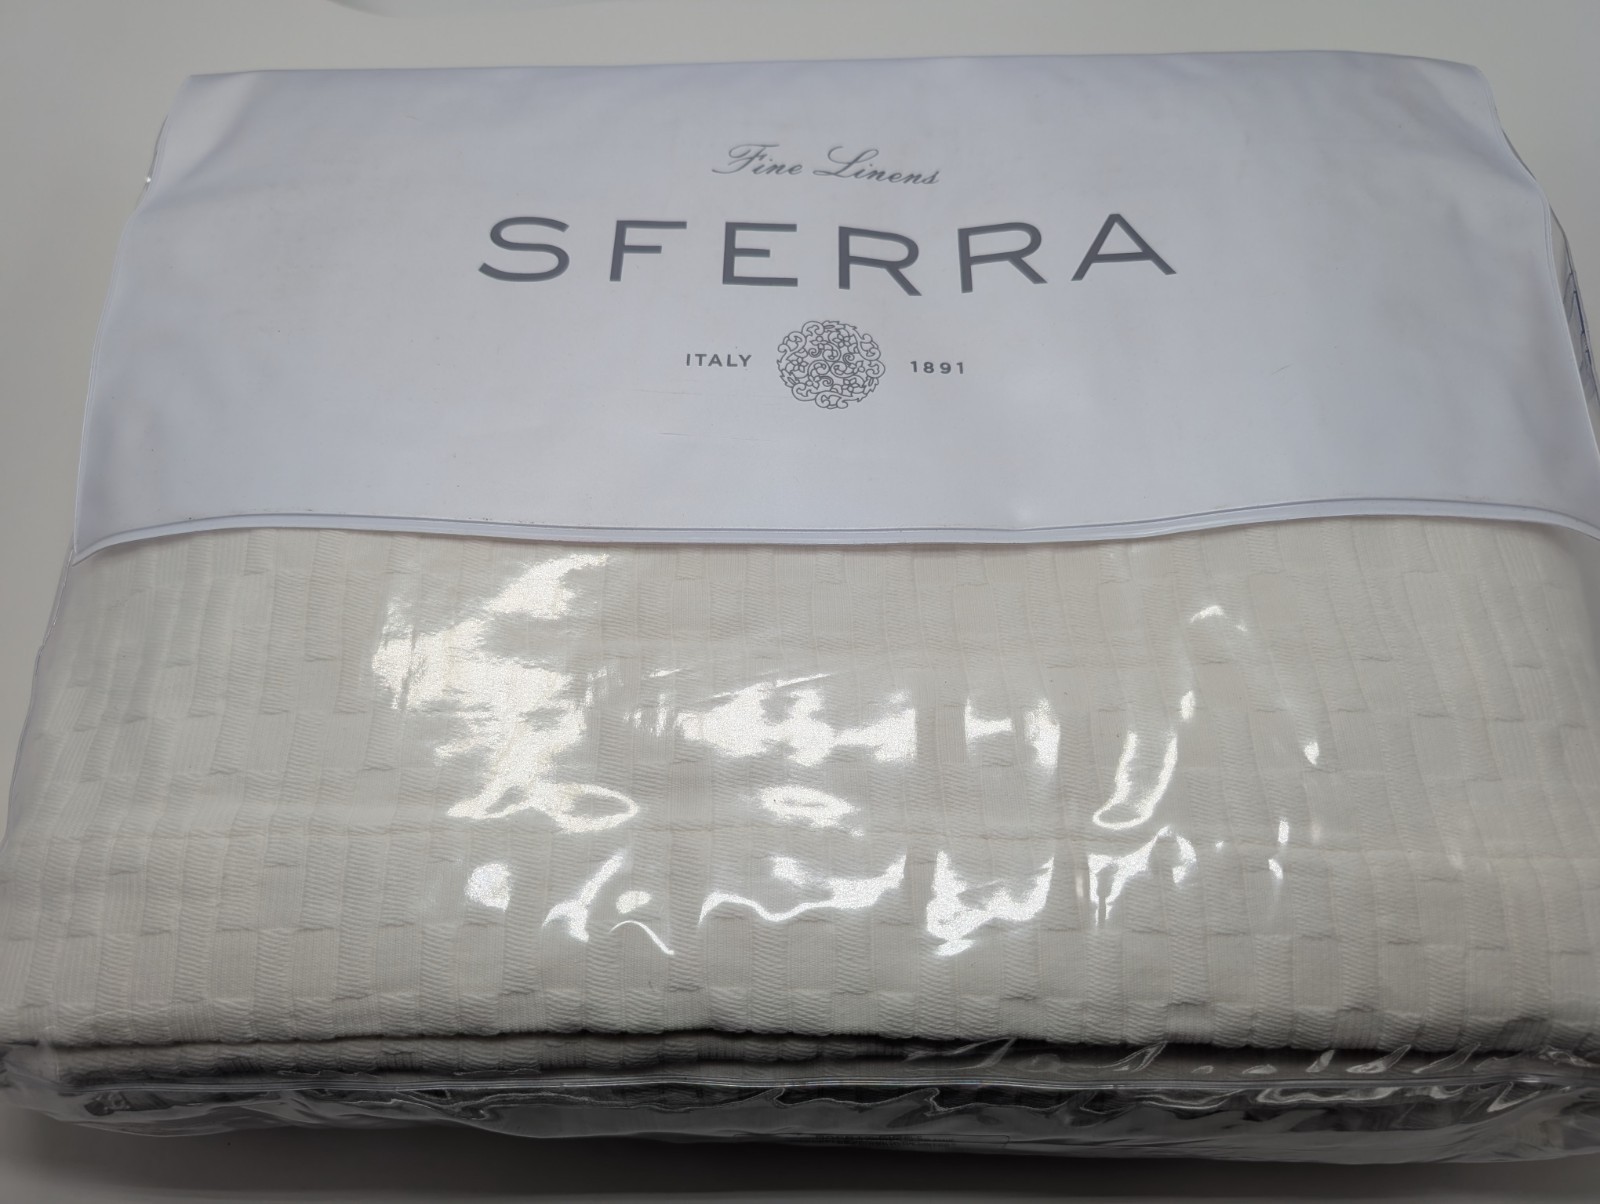 Fine Linens
SFERRA
ITALY 1891